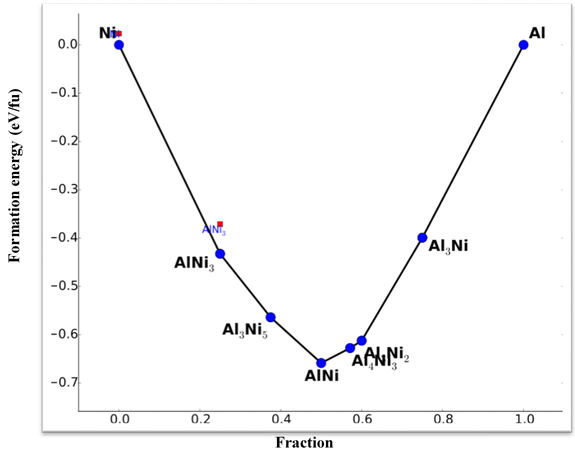 Formation energy (eV/fu)
0.0
−0.1
−0.2
−0.3
−0.4
−0.5
−0.6
−0.7
Ni
Al
AlNi₃
AlNi₃
Al₃Ni₅
AlNi
Al₄Ni₃
Al₃Ni
0.0 0.2 0.4 0.6 0.8 1.0
Fraction